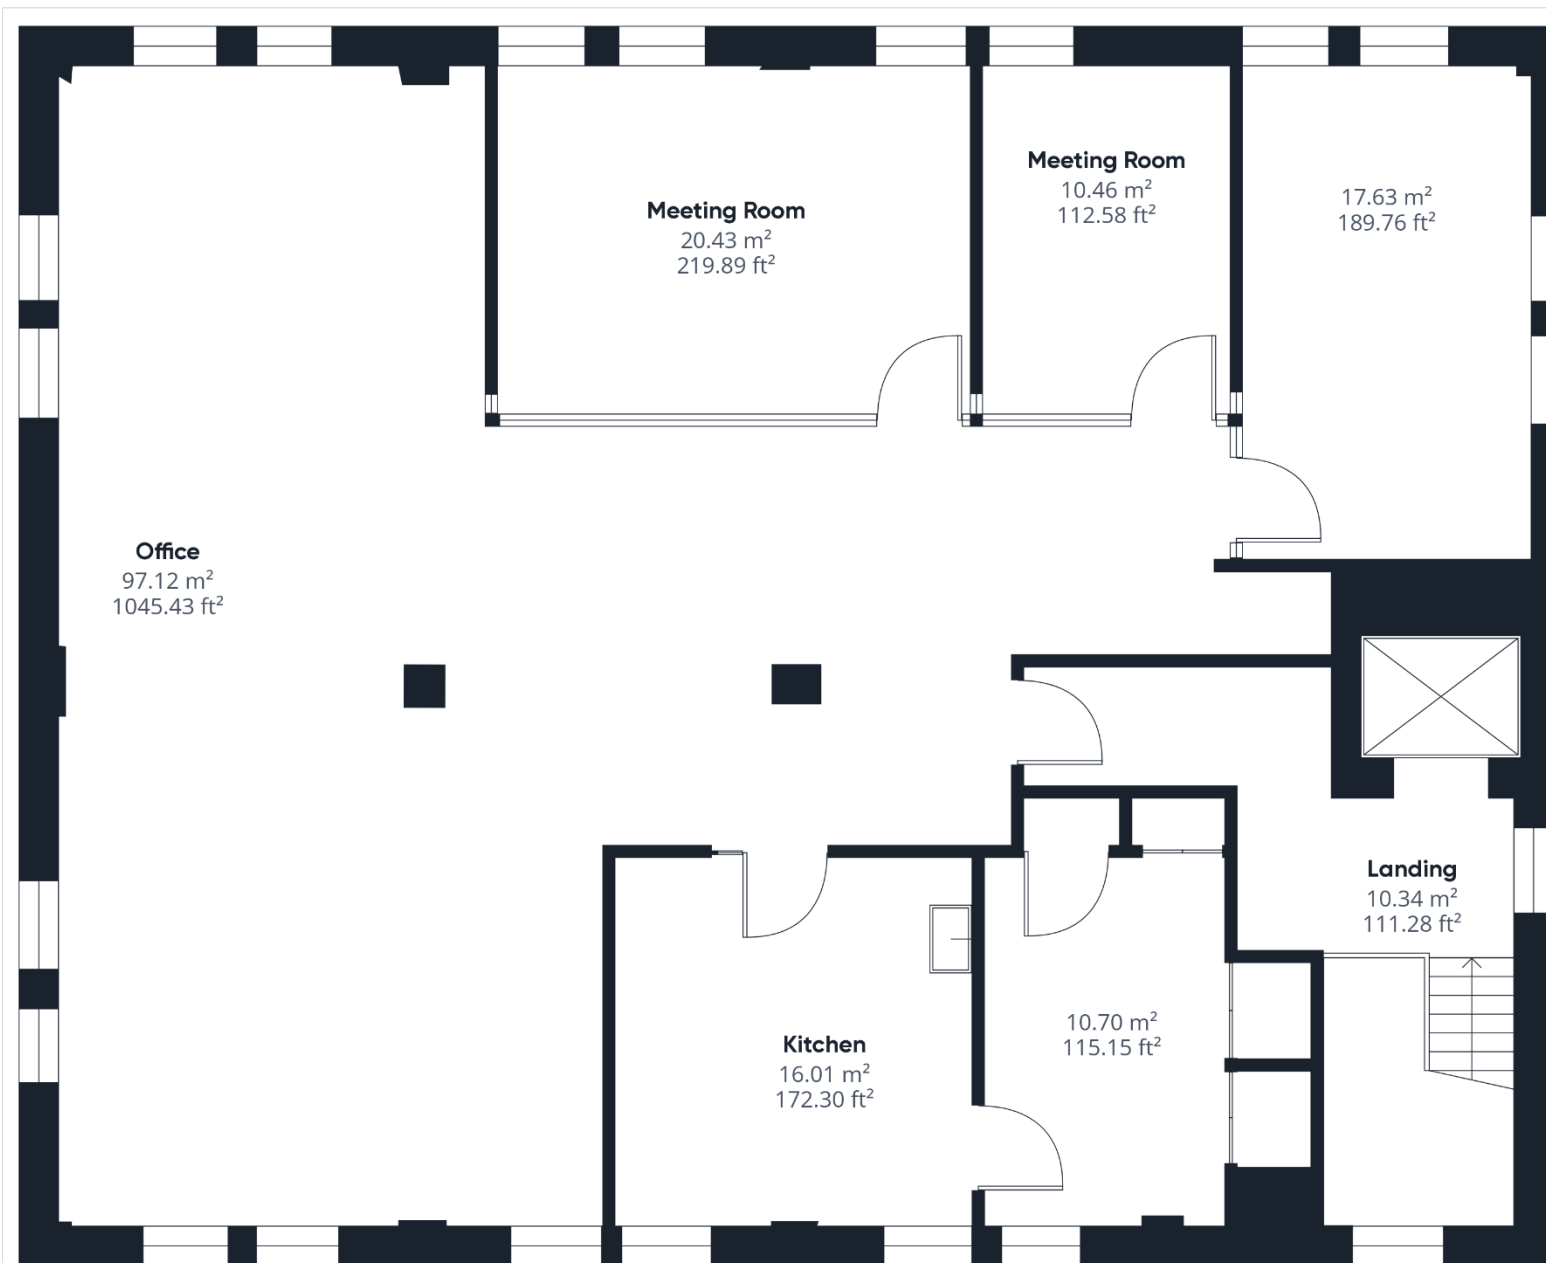 Meeting Room
20.43 m²
219.89 ft²
Meeting Room
10.46 m²
112.58 ft²
17.63 m²
189.76 ft²
Office
97.12 m²
1045.43 ft²
Landing
10.34 m²
111.28 ft²
Kitchen
16.01 m²
172.30 ft²
10.70 m²
115.15 ft²